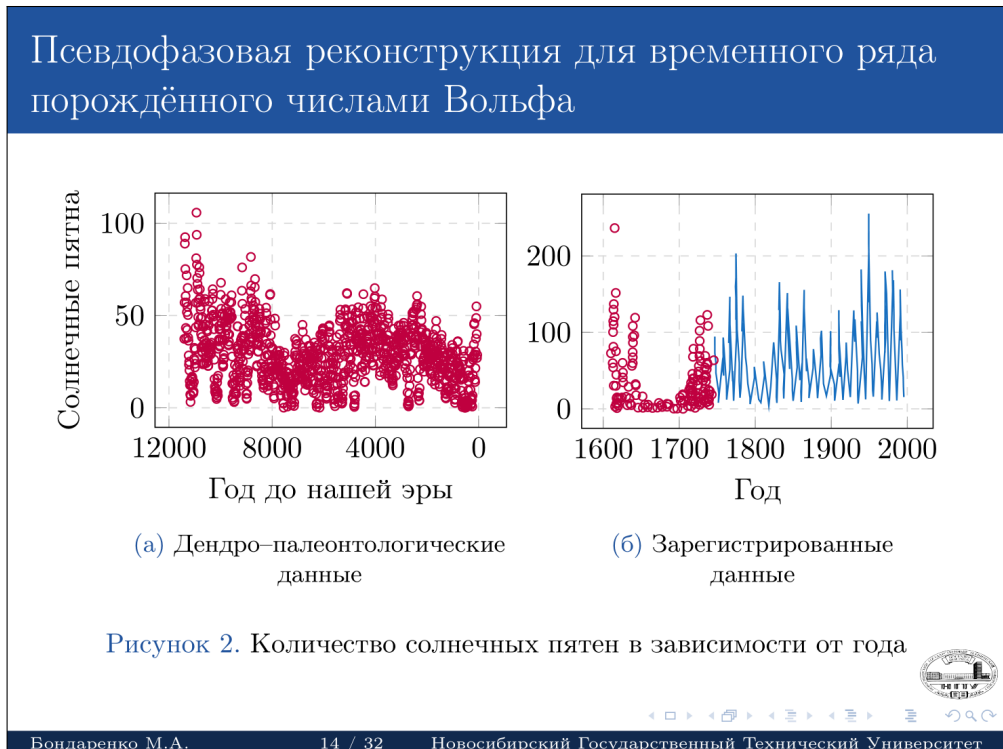 Псевдофазовая реконструкция для временного ряда
порождённого числами Вольфа
Солнечные пятна
100
50
0
12000 8000 4000 0
Год до нашей эры
(а) Дендро–палеонтологические
данные
200
100
0
1600 1700 1800 1900 2000
Год
(б) Зарегистрированные
данные
Рисунок 2. Количество солнечных пятен в зависимости от года
НГТУ
Бондаренко М.А. 14 / 32 Новосибирский Государственный Технический Университет